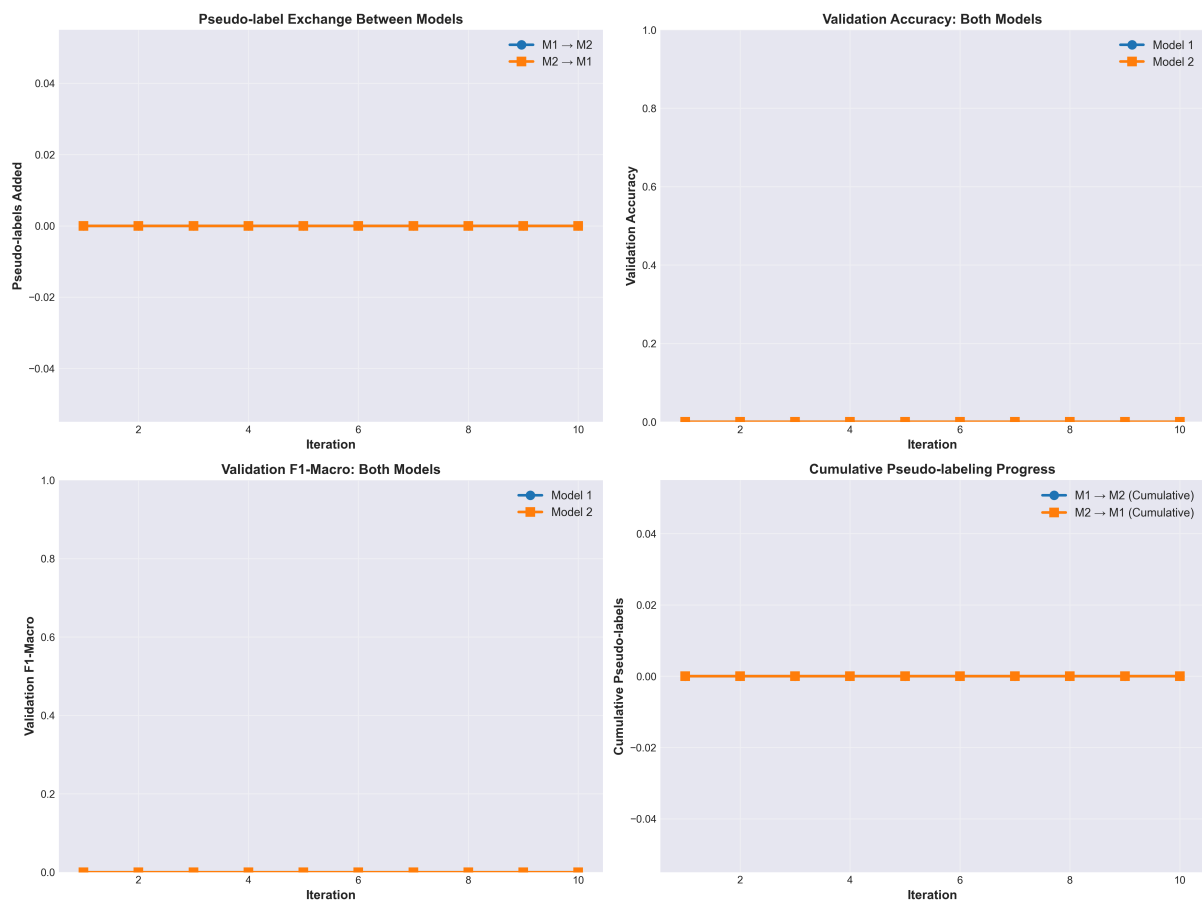 Pseudo-label Exchange Between Models
M1 → M2
M2 → M1
0.04
0.02
0.00
−0.02
−0.04
Pseudo-labels Added
2 4 6 8 10
Iteration
Validation Accuracy: Both Models
Model 1
Model 2
1.0
0.8
0.6
0.4
0.2
0.0
Validation Accuracy
2 4 6 8 10
Iteration
Validation F1-Macro: Both Models
Model 1
Model 2
1.0
0.8
0.6
0.4
0.2
0.0
Validation F1-Macro
2 4 6 8 10
Iteration
Cumulative Pseudo-labeling Progress
M1 → M2 (Cumulative)
M2 → M1 (Cumulative)
0.04
0.02
0.00
−0.02
−0.04
Cumulative Pseudo-labels
2 4 6 8 10
Iteration